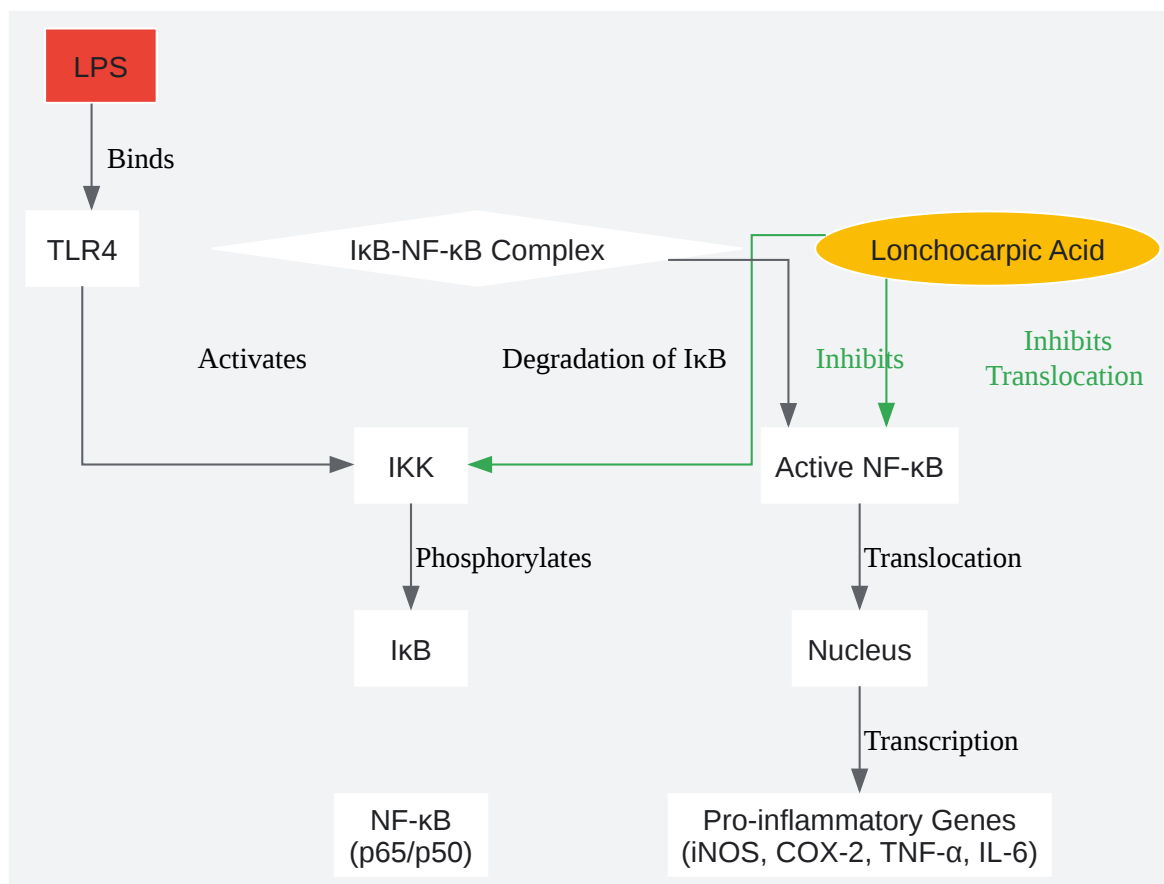 LPS
Binds
TLR4
IκB-NF-κB Complex
Lonchocarpic Acid
Activates
Degradation of IκB
Inhibits
Inhibits
Translocation
IKK
Active NF-κB
Phosphorylates
Translocation
IκB
Nucleus
Transcription
NF-κB
(p65/p50)
Pro-inflammatory Genes
(iNOS, COX-2, TNF-α, IL-6)